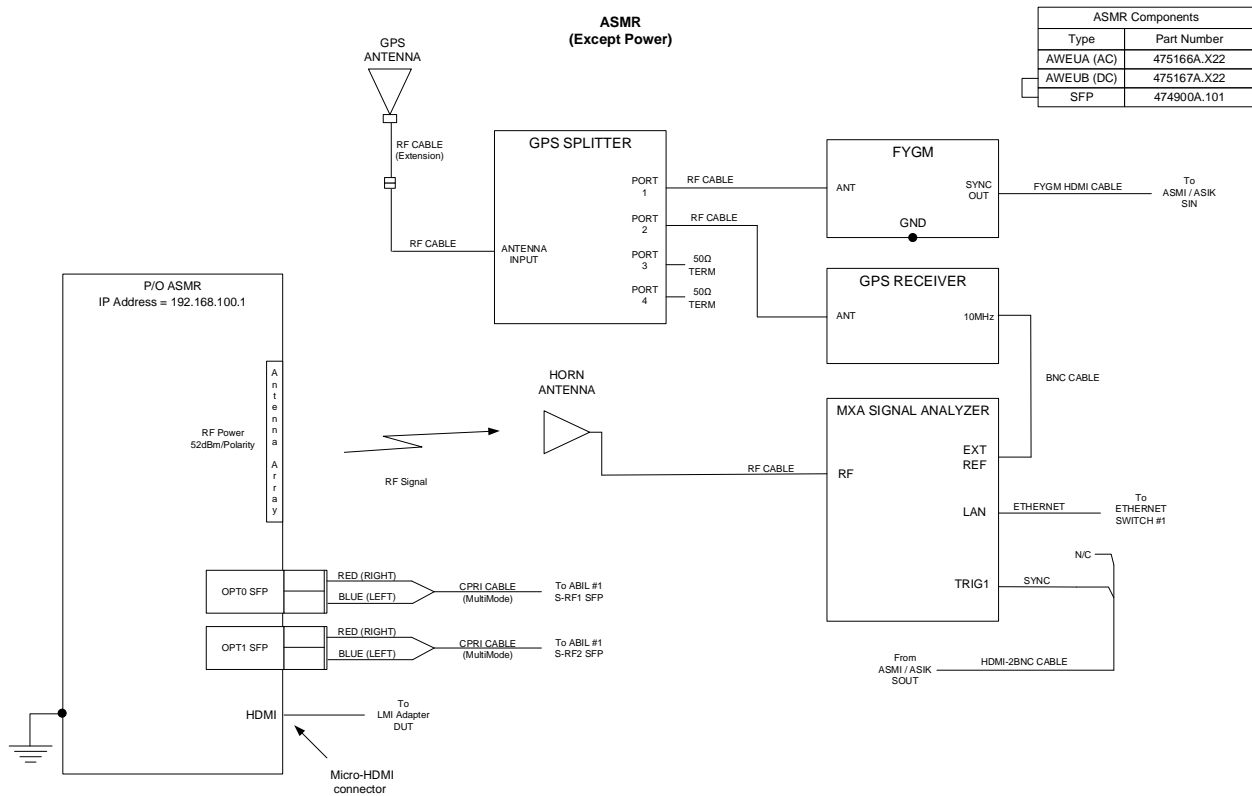 ASMR
(Except Power)
ASMR Components
Type Part Number
AWEUA (AC) 475166A.X22
AWEUB (DC) 475167A.X22
SFP 474900A.101
GPS
ANTENNA
RF CABLE
(Extension)
RF CABLE
GPS SPLITTER
ANTENNA
INPUT
PORT
1
PORT
2
PORT
3
PORT
4
RF CABLE
RF CABLE
50Ω
TERM
50Ω
TERM
FYGM
ANT
SYNC
OUT
GND
FYGM HDMI CABLE
To
ASMI / ASIK
SIN
GPS RECEIVER
ANT
10MHz
BNC CABLE
P/O ASMR
IP Address = 192.168.100.1
Antenna Array
RF Power
52dBm/Polarity
RF Signal
HORN
ANTENNA
RF CABLE
MXA SIGNAL ANALYZER
RF
EXT
REF
LAN
TRIG1
ETHERNET
To
ETHERNET
SWITCH #1
N/C
SYNC
From
ASMI / ASIK
SOUT
HDMI-2BNC CABLE
OPT0 SFP
RED (RIGHT)
BLUE (LEFT)
CPRI CABLE
(MultiMode)
To ABIL #1
S-RF1 SFP
OPT1 SFP
RED (RIGHT)
BLUE (LEFT)
CPRI CABLE
(MultiMode)
To ABIL #1
S-RF2 SFP
HDMI
To
LMI Adapter
DUT
Micro-HDMI
connector